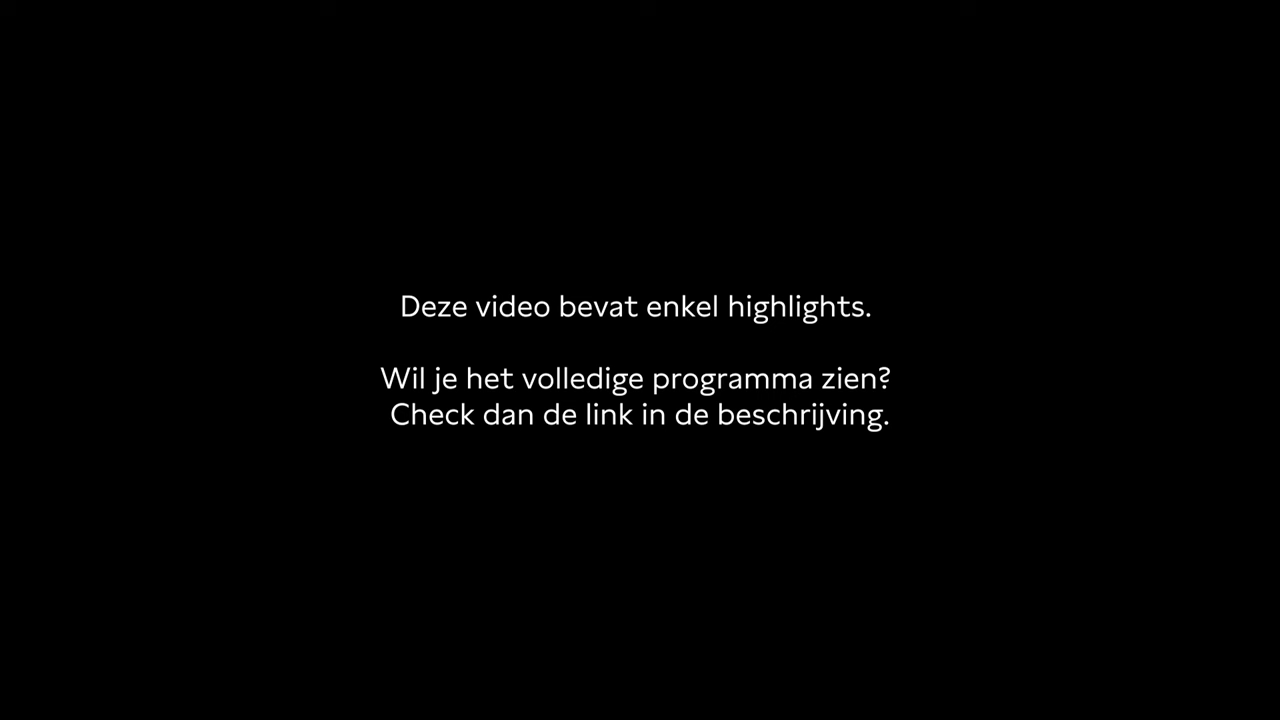 Deze video bevat enkel highlights.
Wil je het volledige programma zien?
Check dan de link in de beschrijving.